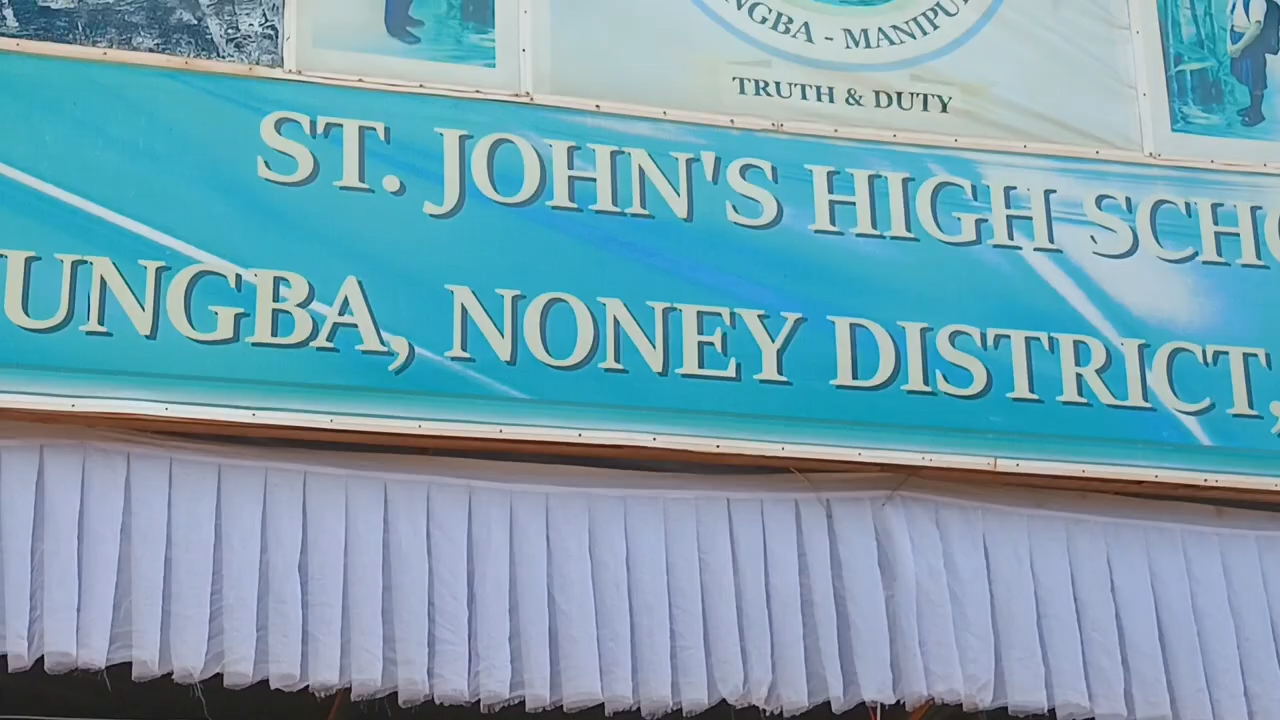 NGBA - MANIPU
TRUTH & DUTY
ST. JOHN'S HIGH SCHO
UNGBA, NONEY DISTRICT,